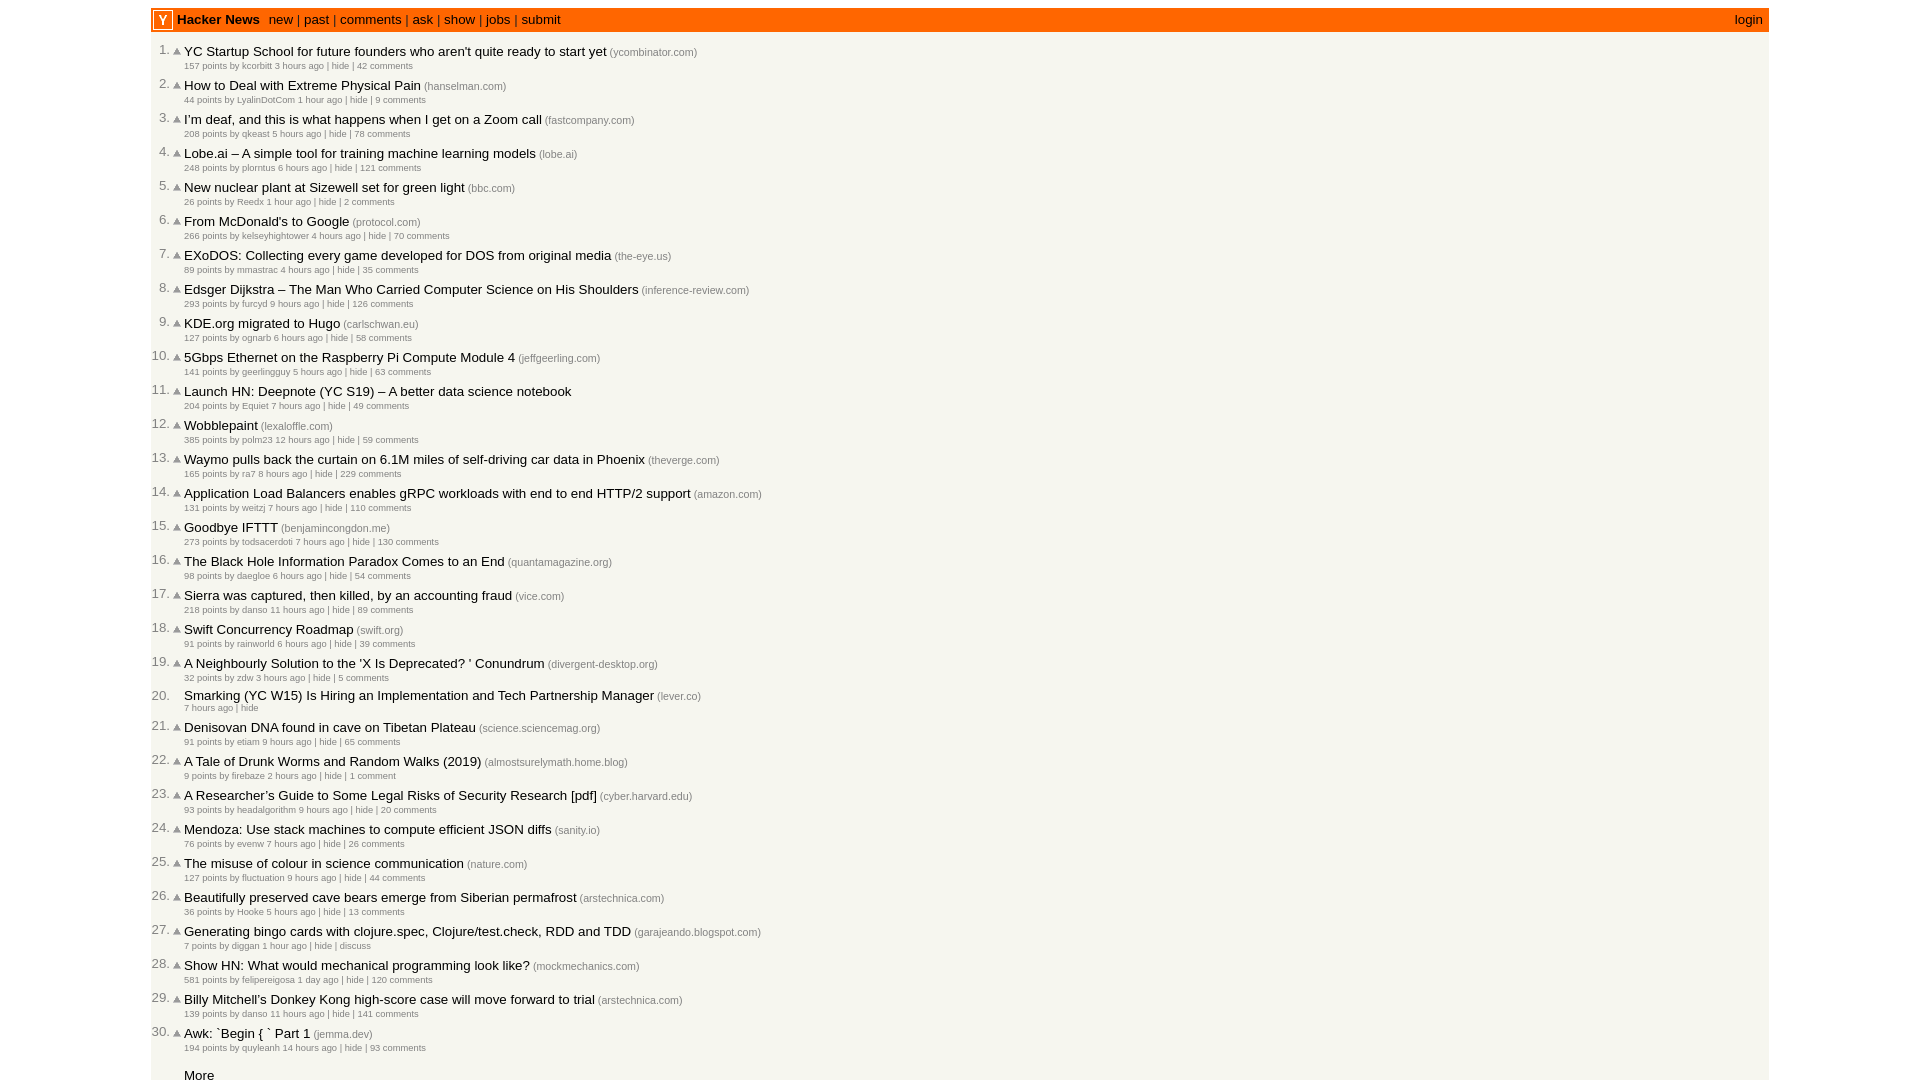 Y Hacker News new | past | comments | ask | show | jobs | submit login
1. YC Startup School for future founders who aren't quite ready to start yet (ycombinator.com)
157 points by kcorbitt 3 hours ago | hide | 42 comments
2. How to Deal with Extreme Physical Pain (hanselman.com)
44 points by LyalinDotCom 1 hour ago | hide | 9 comments
3. I’m deaf, and this is what happens when I get on a Zoom call (fastcompany.com)
208 points by qkeast 5 hours ago | hide | 78 comments
4. Lobe.ai – A simple tool for training machine learning models (lobe.ai)
248 points by plorntus 6 hours ago | hide | 121 comments
5. New nuclear plant at Sizewell set for green light (bbc.com)
26 points by Reedx 1 hour ago | hide | 2 comments
6. From McDonald's to Google (protocol.com)
266 points by kelseyhightower 4 hours ago | hide | 70 comments
7. EXoDOS: Collecting every game developed for DOS from original media (the-eye.us)
89 points by mmastrac 4 hours ago | hide | 35 comments
8. Edsger Dijkstra – The Man Who Carried Computer Science on His Shoulders (inference-review.com)
293 points by furcyd 9 hours ago | hide | 126 comments
9. KDE.org migrated to Hugo (carlschwan.eu)
127 points by ognarb 6 hours ago | hide | 58 comments
10. 5Gbps Ethernet on the Raspberry Pi Compute Module 4 (jeffgeerling.com)
141 points by geerlingguy 5 hours ago | hide | 63 comments
11. Launch HN: Deepnote (YC S19) – A better data science notebook
204 points by Equiet 7 hours ago | hide | 49 comments
12. Wobblepaint (lexaloffle.com)
385 points by polm23 12 hours ago | hide | 59 comments
13. Waymo pulls back the curtain on 6.1M miles of self-driving car data in Phoenix (theverge.com)
165 points by ra7 8 hours ago | hide | 229 comments
14. Application Load Balancers enables gRPC workloads with end to end HTTP/2 support (amazon.com)
131 points by weitzj 7 hours ago | hide | 110 comments
15. Goodbye IFTTT (benjamincongdon.me)
273 points by todsacerdoti 7 hours ago | hide | 130 comments
16. The Black Hole Information Paradox Comes to an End (quantamagazine.org)
98 points by daegloe 6 hours ago | hide | 54 comments
17. Sierra was captured, then killed, by an accounting fraud (vice.com)
218 points by danso 11 hours ago | hide | 89 comments
18. Swift Concurrency Roadmap (swift.org)
91 points by rainworld 6 hours ago | hide | 39 comments
19. A Neighbourly Solution to the 'X Is Deprecated? ' Conundrum (divergent-desktop.org)
32 points by zdw 3 hours ago | hide | 5 comments
20. Smarking (YC W15) Is Hiring an Implementation and Tech Partnership Manager (lever.co)
7 hours ago | hide
21. Denisovan DNA found in cave on Tibetan Plateau (science.sciencemag.org)
91 points by etiam 9 hours ago | hide | 65 comments
22. A Tale of Drunk Worms and Random Walks (2019) (almostsurelymath.home.blog)
9 points by firebaze 2 hours ago | hide | 1 comment
23. A Researcher’s Guide to Some Legal Risks of Security Research [pdf] (cyber.harvard.edu)
93 points by headalgorithm 9 hours ago | hide | 20 comments
24. Mendoza: Use stack machines to compute efficient JSON diffs (sanity.io)
76 points by evenw 7 hours ago | hide | 26 comments
25. The misuse of colour in science communication (nature.com)
127 points by fluctuation 9 hours ago | hide | 44 comments
26. Beautifully preserved cave bears emerge from Siberian permafrost (arstechnica.com)
36 points by Hooke 5 hours ago | hide | 13 comments
27. Generating bingo cards with clojure.spec, Clojure/test.check, RDD and TDD (garajeando.blogspot.com)
7 points by diggan 1 hour ago | hide | discuss
28. Show HN: What would mechanical programming look like? (mockmechanics.com)
581 points by felipereigosa 1 day ago | hide | 120 comments
29. Billy Mitchell’s Donkey Kong high-score case will move forward to trial (arstechnica.com)
139 points by danso 11 hours ago | hide | 141 comments
30. Awk: `Begin { ` Part 1 (jemma.dev)
194 points by quyleanh 14 hours ago | hide | 93 comments
More